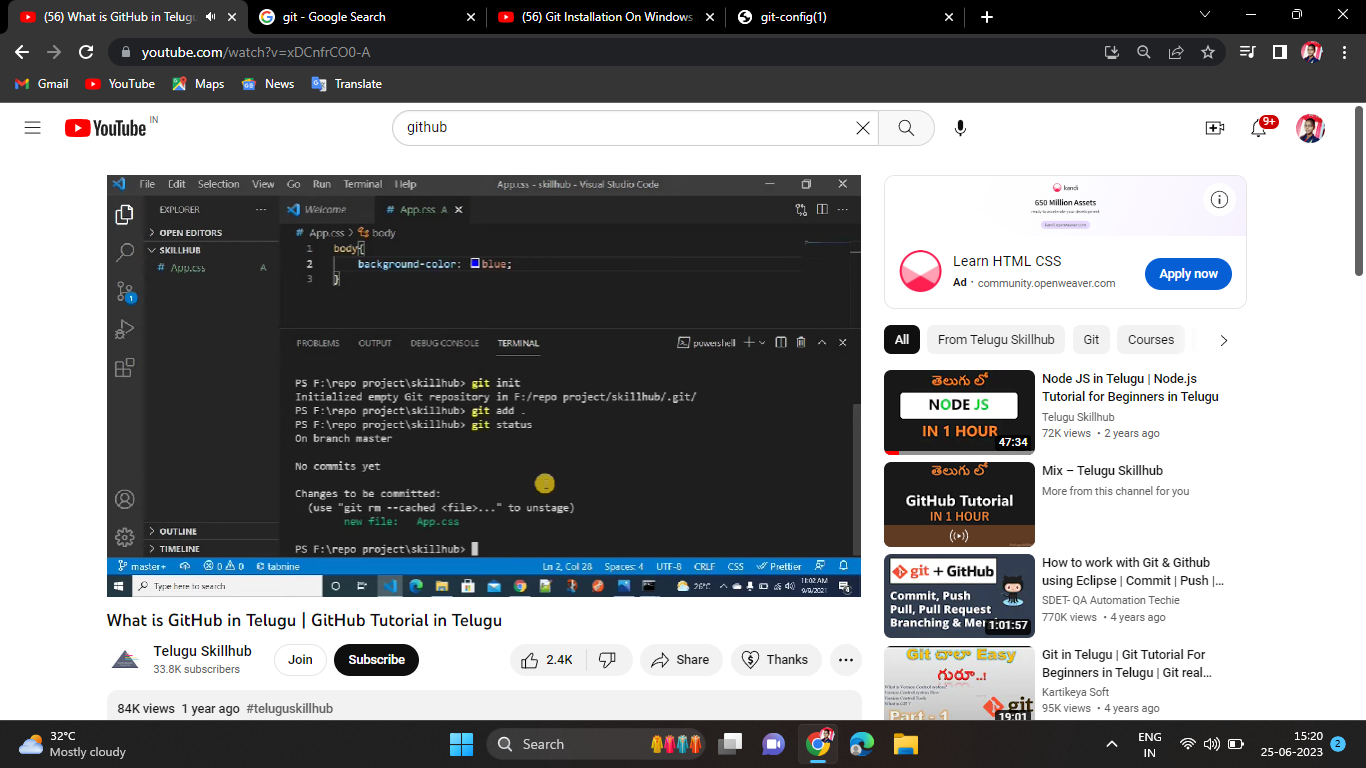 (56) What is GitHub in Telugu
git - Google Search
(56) Git Installation On Windows
git-config(1)
youtube.com/watch?v=xDCnfrCO0-A
Gmail
YouTube
Maps
News
Translate
YouTube IN
github
9+
File Edit Selection View Go Run Terminal Help
App.css - skillhub - Visual Studio Code
EXPLORER
OPEN EDITORS
SKILLHUB
# App.css A
OUTLINE
TIMELINE
Welcome
# App.css A
# App.css > body
1 body{
2 background-color: blue;
3 }
1
PROBLEMS OUTPUT DEBUG CONSOLE TERMINAL
powershell
PS F:\repo project\skillhub> git init
Initialized empty Git repository in F:/repo project/skillhub/.git/
PS F:\repo project\skillhub> git add .
PS F:\repo project\skillhub> git status
On branch master
No commits yet
Changes to be committed:
(use "git rm --cached <file>..." to unstage)
new file: App.css
PS F:\repo project\skillhub>
master+ 0 0 tabnine
Ln 2, Col 28 Spaces: 4 UTF-8 CRLF CSS Prettier
Type here to search
26°C
11:02 AM
9/9/2021
What is GitHub in Telugu | GitHub Tutorial in Telugu
Telugu Skillhub
33.8K subscribers
Join
Subscribe
2.4K
Share
Thanks
84K views 1 year ago #teluguskillhub
kandi
650 Million Assets
ready to accelerate your development
kandi.openweaver.com
Learn HTML CSS
Ad · community.openweaver.com
Apply now
All
From Telugu Skillhub
Git
Courses
తెలుగు లో
NODE JS
IN 1 HOUR
47:34
Node JS in Telugu | Node.js
Tutorial for Beginners in Telugu
Telugu Skillhub
72K views • 2 years ago
తెలుగు లో
GitHub Tutorial
IN 1 HOUR
Mix – Telugu Skillhub
More from this channel for you
git + GitHub
Commit, Push
Pull, Pull Request
Branching & Mer
1:01:57
How to work with Git & Github
using Eclipse | Commit | Push |...
SDET- QA Automation Techie
770K views • 4 years ago
Git చాలా Easy
గురూ..!
git
Part - 1
19:01
Git in Telugu | Git Tutorial For
Beginners in Telugu | Git real...
Kartikeya Soft
95K views • 4 years ago
32°C
Mostly cloudy
Search
ENG
IN
15:20
25-06-2023
2